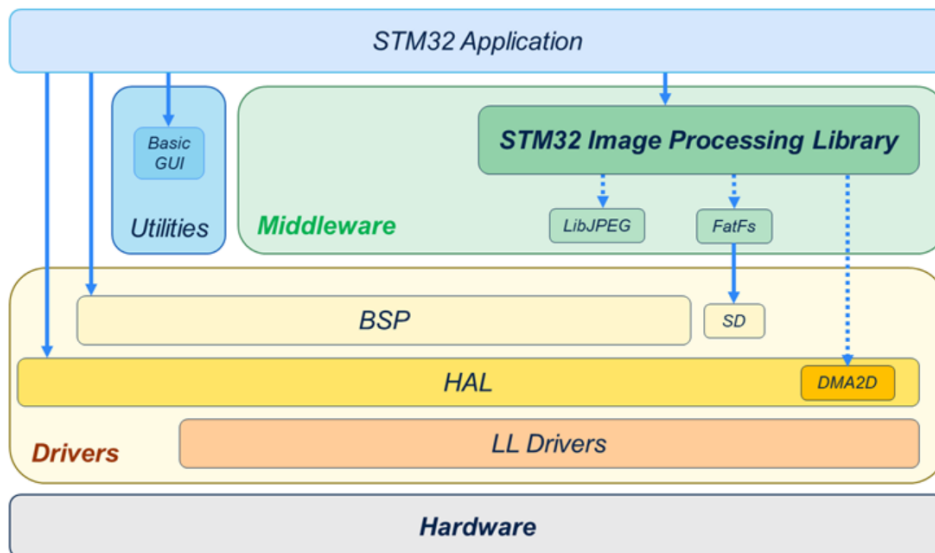 STM32 Application
Basic
GUI
Utilities
STM32 Image Processing Library
Middleware
LibJPEG
FatFs
BSP
SD
HAL
DMA2D
LL Drivers
Drivers
Hardware